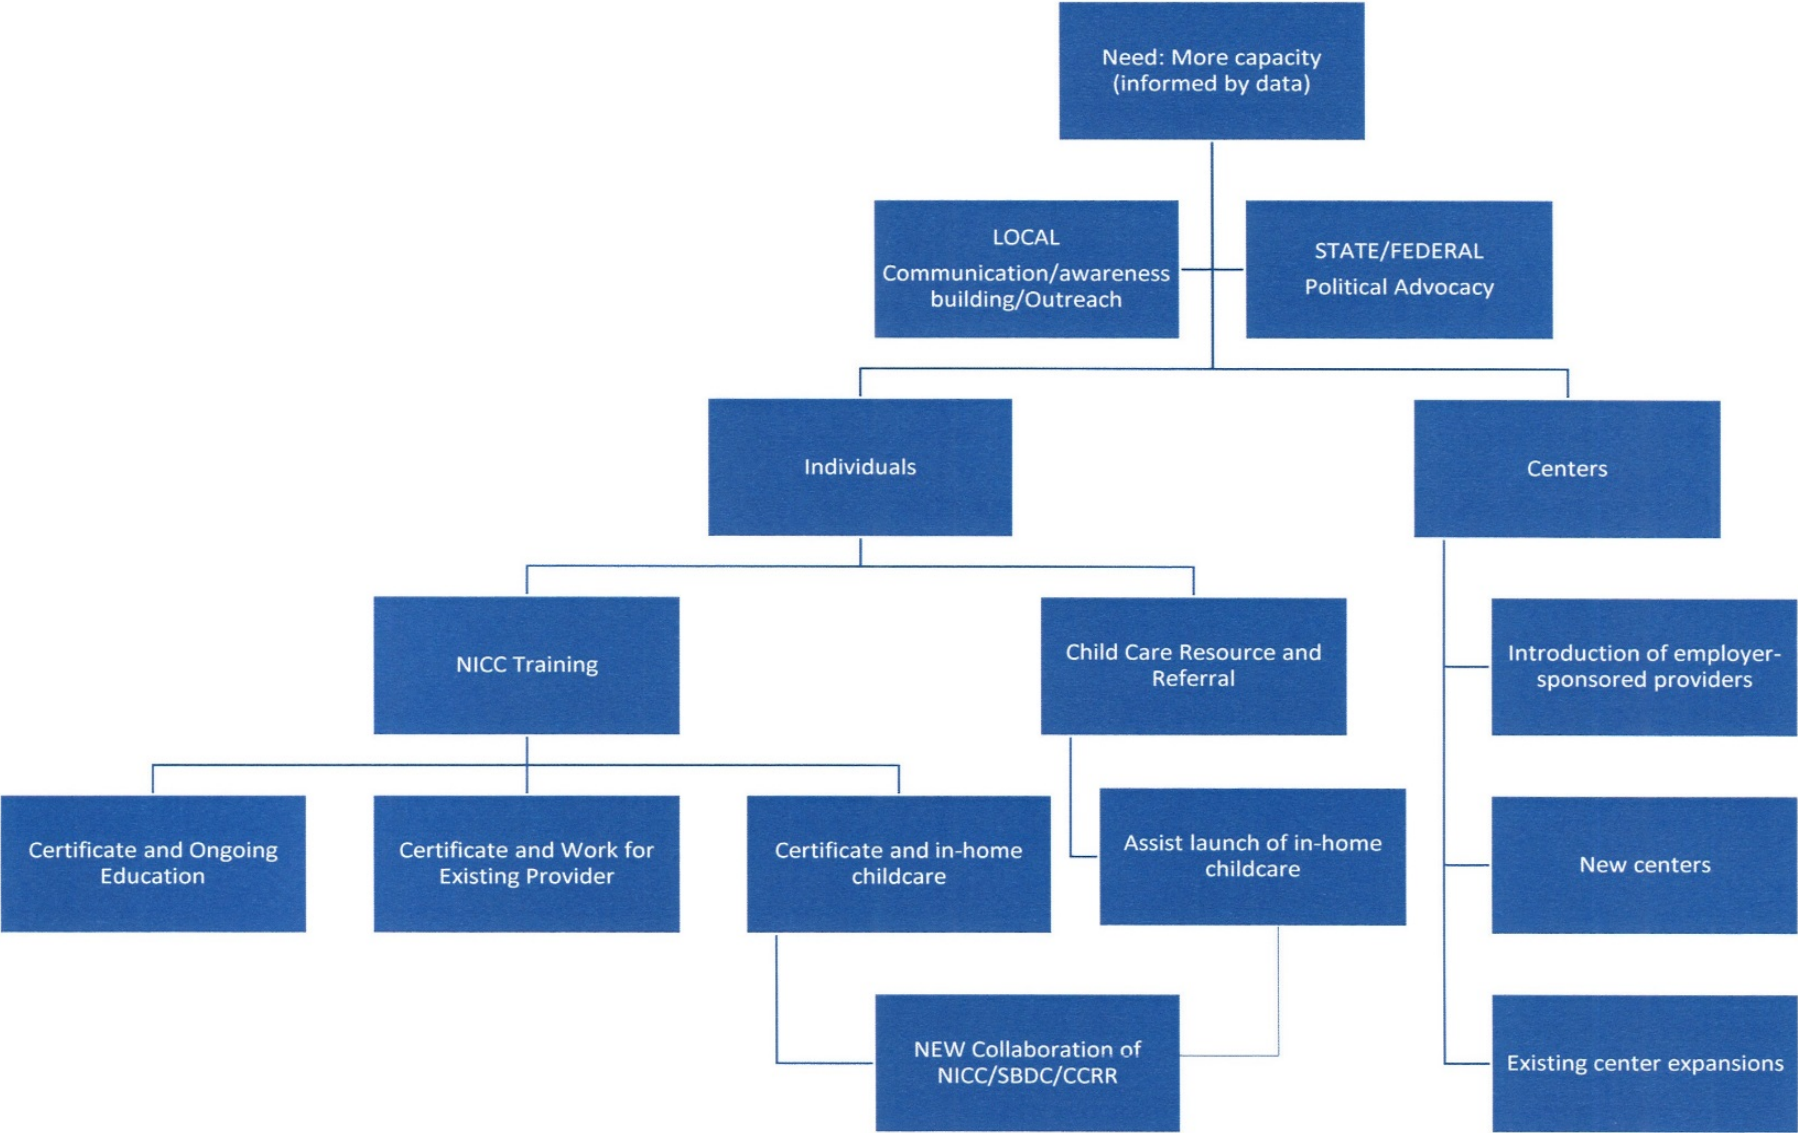 Need: More capacity
(informed by data)
LOCAL
Communication/awareness
building/Outreach
STATE/FEDERAL
Political Advocacy
Individuals
Centers
NICC Training
Child Care Resource and
Referral
Introduction of employer-
sponsored providers
Certificate and Ongoing
Education
Certificate and Work for
Existing Provider
Certificate and in-home
childcare
Assist launch of in-home
childcare
New centers
NEW Collaboration of
NICC/SBDC/CCRR
Existing center expansions